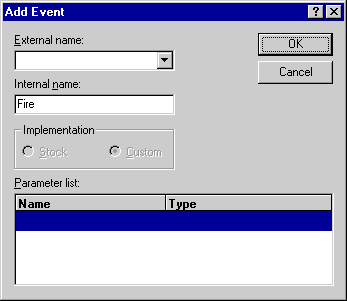 Add Event
External name:
OK
Cancel
Internal name:
Fire
Implementation
Stock Custom
Parameter list:
Name Type